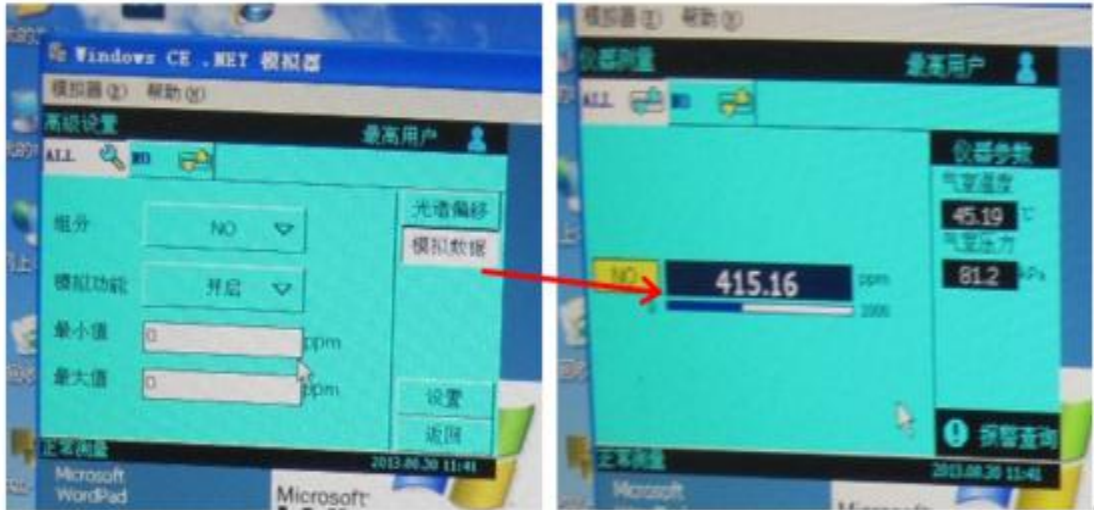 Windows CE .NET 模拟器
模拟器(E) 帮助(H)
高级设置
最高用户
ALL
NO
组分
NO
模拟功能
开启
最小值
0
ppm
最大值
0
ppm
光谱偏移
模拟数据
设置
返回
正常测量
2013.06.30 11:41
Microsoft
WordPad
Microsoft
模拟器(E) 帮助(H)
仪器测量
最高用户
ALL
NO
仪器参数
气室温度
45.19 ℃
气室压力
81.2 kPa
NO
415.16
ppm
0
2000
报警查询
正常测量
2013.06.30 11:41
Microsoft